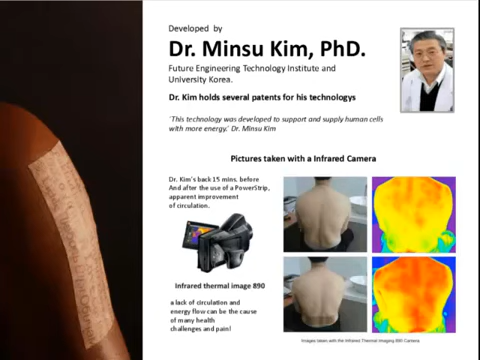 Developed by
Dr. Minsu Kim, PhD.
Future Engineering Technology Institute and
University Korea.
Dr. Kim holds several patents for his technologys
'This technology was developed to support and supply human cells
with more energy.' Dr. Minsu Kim
Pictures taken with a Infrared Camera
Dr. Kim's back 15 mins. before
And after the use of a PowerStrip,
apparent improvement
of circulation.
Infrared thermal image 890
a lack of circulation and
energy flow can be the cause
of many health
challenges and pain!
Images taken with the Infrared Thermal Imaging 890 Camera